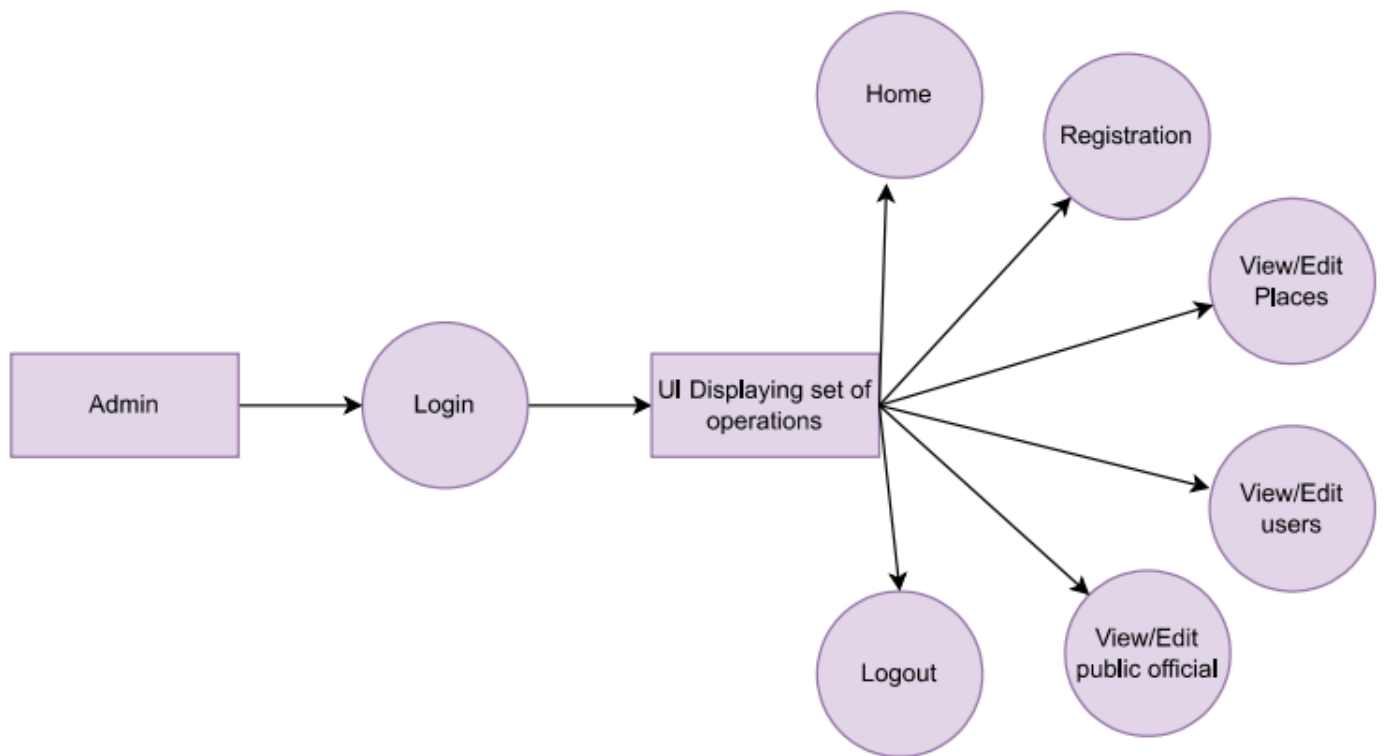 Home
Registration
View/Edit
Places
Admin
Login
UI Displaying set of
operations
View/Edit
users
View/Edit
public official
Logout